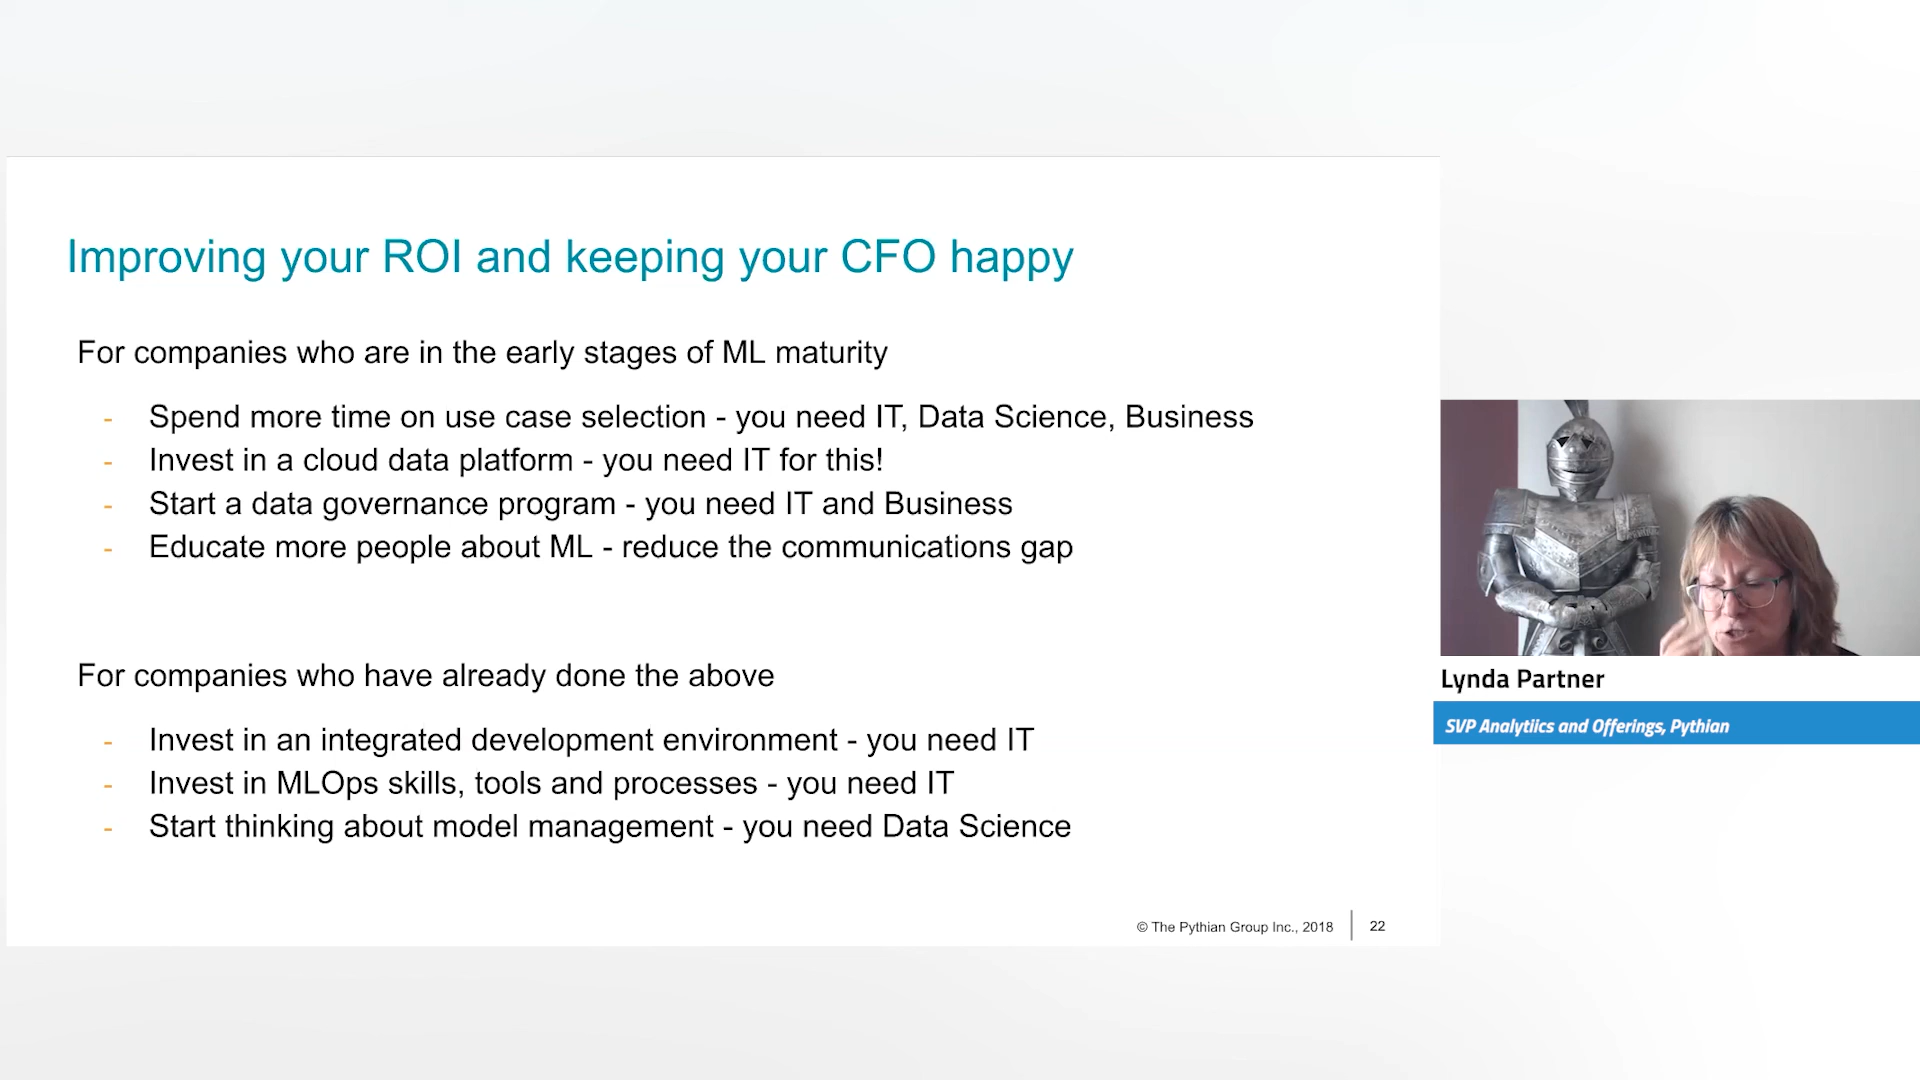 Improving your ROI and keeping your CFO happy
For companies who are in the early stages of ML maturity
- Spend more time on use case selection - you need IT, Data Science, Business
- Invest in a cloud data platform - you need IT for this!
- Start a data governance program - you need IT and Business
- Educate more people about ML - reduce the communications gap
For companies who have already done the above
- Invest in an integrated development environment - you need IT
- Invest in MLOps skills, tools and processes - you need IT
- Start thinking about model management - you need Data Science
© The Pythian Group Inc., 2018 | 22
Lynda Partner
SVP Analytiics and Offerings, Pythian